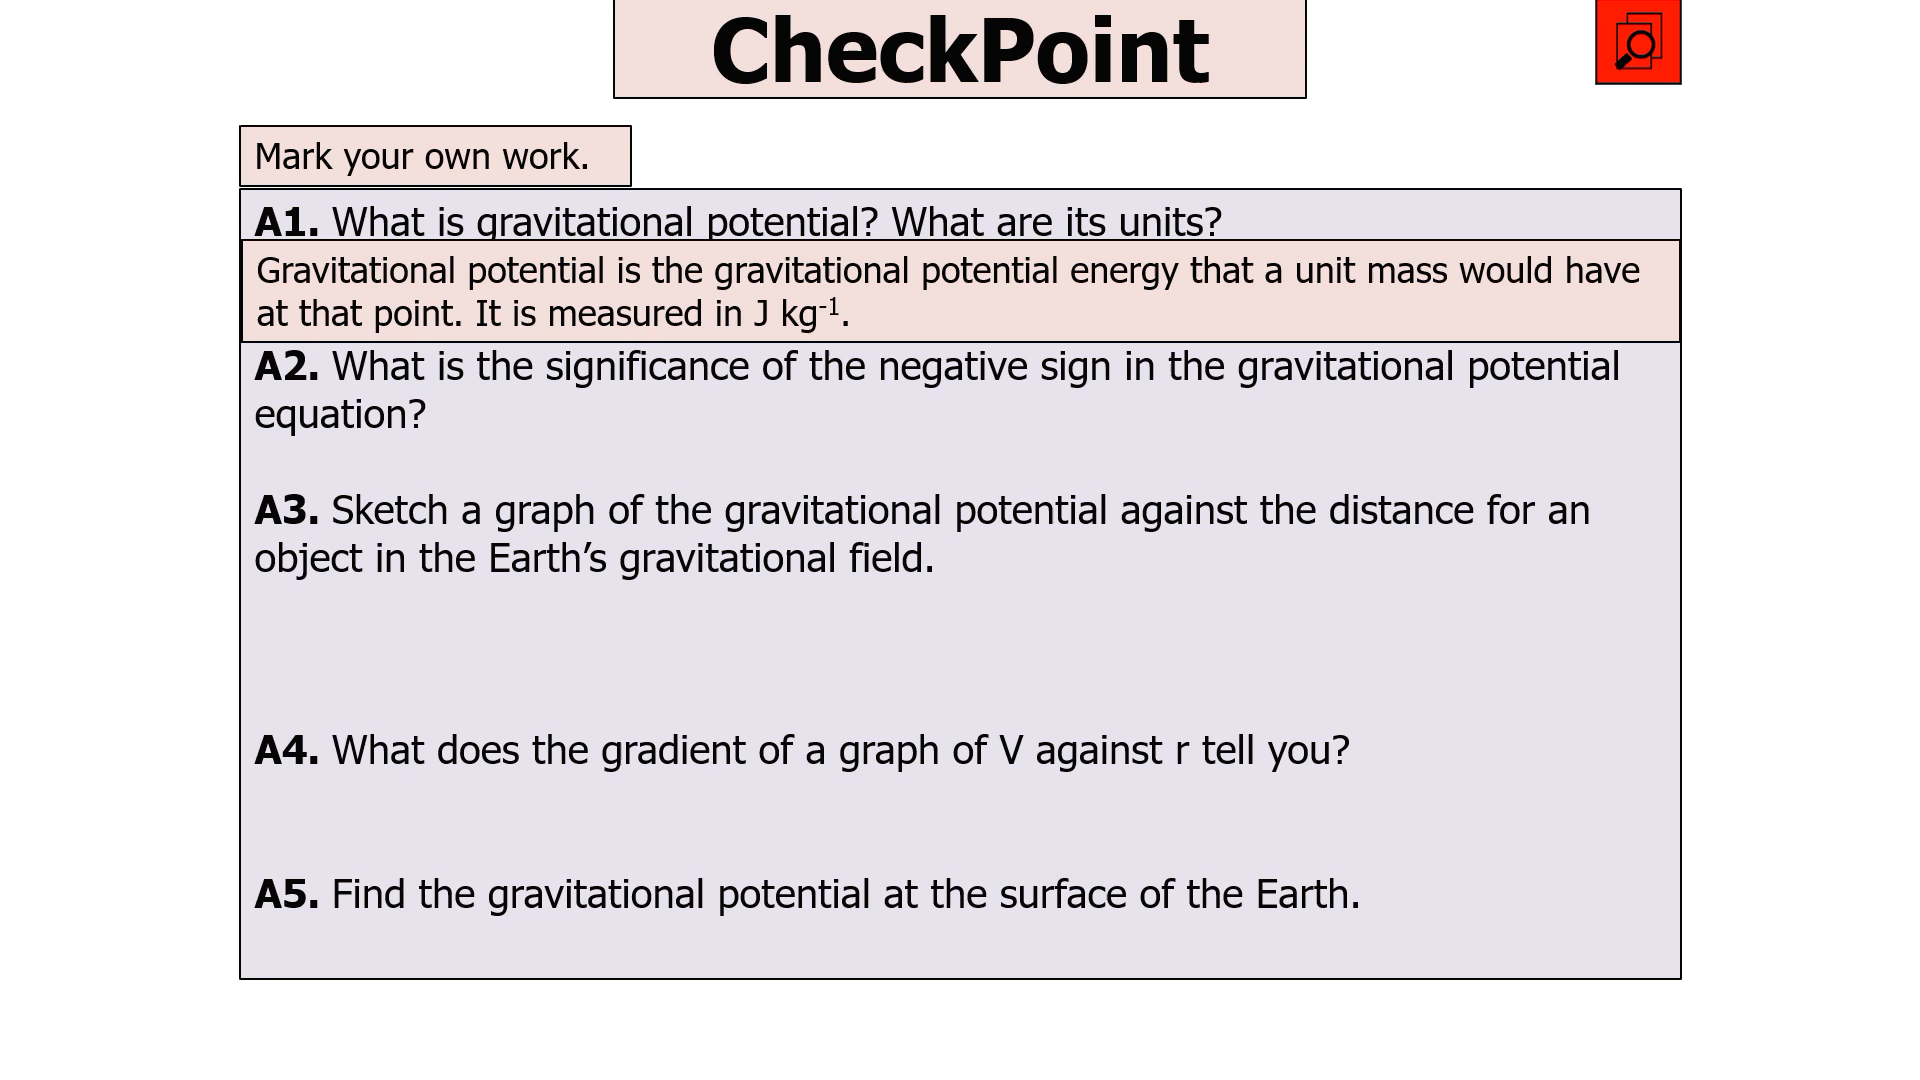 CheckPoint
Mark your own work.
A1. What is gravitational potential? What are its units?
Gravitational potential is the gravitational potential energy that a unit mass would have
at that point. It is measured in J kg⁻¹.
A2. What is the significance of the negative sign in the gravitational potential
equation?
A3. Sketch a graph of the gravitational potential against the distance for an
object in the Earth’s gravitational field.
A4. What does the gradient of a graph of V against r tell you?
A5. Find the gravitational potential at the surface of the Earth.